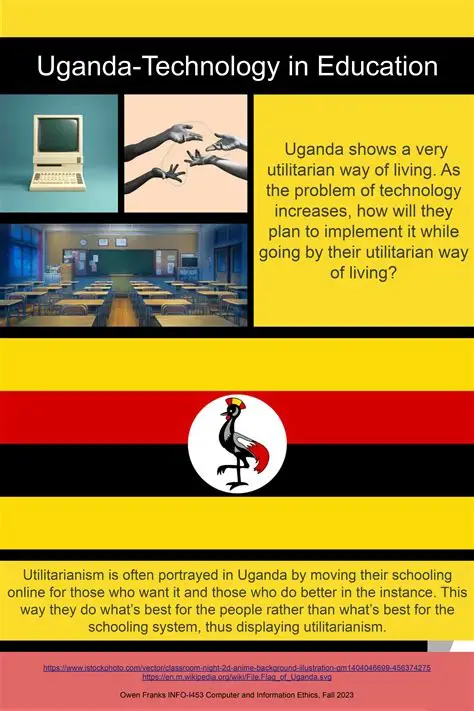 Uganda-Technology in Education
Uganda shows a very
utilitarian way of living. As
the problem of technology
increases, how will they
plan to implement it while
going by their utilitarian way
of living?
Utilitarianism is often portrayed in Uganda by moving their schooling
online for those who want it and those who do better in the instance. This
way they do what’s best for the people rather than what’s best for the
schooling system, thus displaying utilitarianism.
https://www.istockphoto.com/vector/classroom-night-2d-anime-background-illustration-gm1404046699-456374275
https://en.m.wikipedia.org/wiki/File:Flag_of_Uganda.svg
Owen Franks INFO-I453 Computer and Information Ethics, Fall 2023